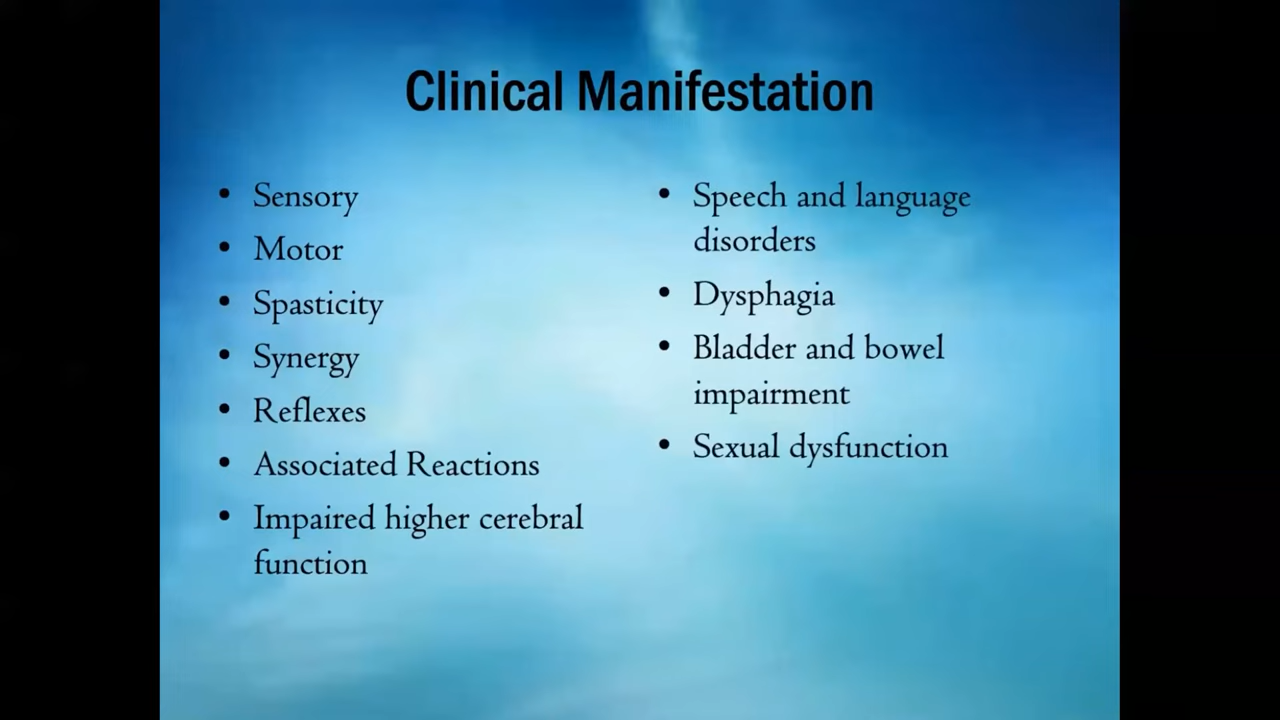 Clinical Manifestation
• Sensory
• Motor
• Spasticity
• Synergy
• Reflexes
• Associated Reactions
• Impaired higher cerebral
function
• Speech and language
disorders
• Dysphagia
• Bladder and bowel
impairment
• Sexual dysfunction